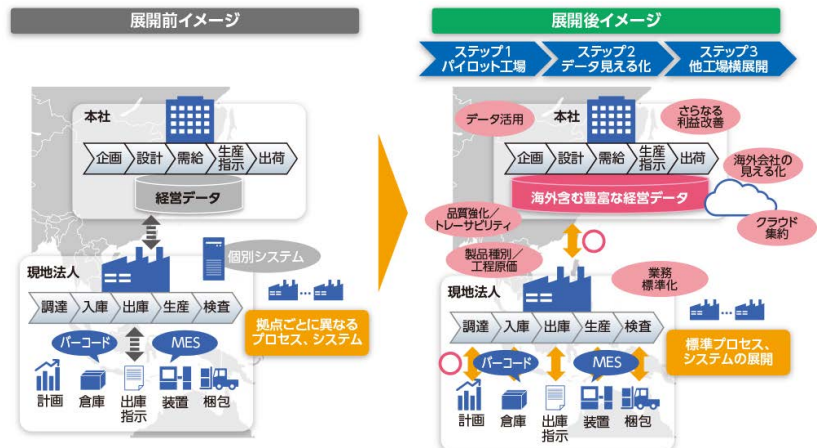 展開前イメージ
本社
企画
設計
需給
生産
指示
出荷
経営データ
個別システム
現地法人
調達
入庫
出庫
生産
検査
…
拠点ごとに異なる
プロセス、システム
バーコード
MES
計画
倉庫
出庫
指示
装置
梱包
展開後イメージ
ステップ1
パイロット工場
ステップ2
データ見える化
ステップ3
他工場横展開
データ活用
本社
さらなる
利益改善
企画
設計
需給
生産
指示
出荷
海外会社の
見える化
海外含む豊富な経営データ
クラウド
集約
品質強化/
トレーサビリティ
製品種別/
工程原価
業務
標準化
現地法人
…
調達
入庫
出庫
生産
検査
標準プロセス、
システムの展開
バーコード
MES
計画
倉庫
出庫
指示
装置
梱包